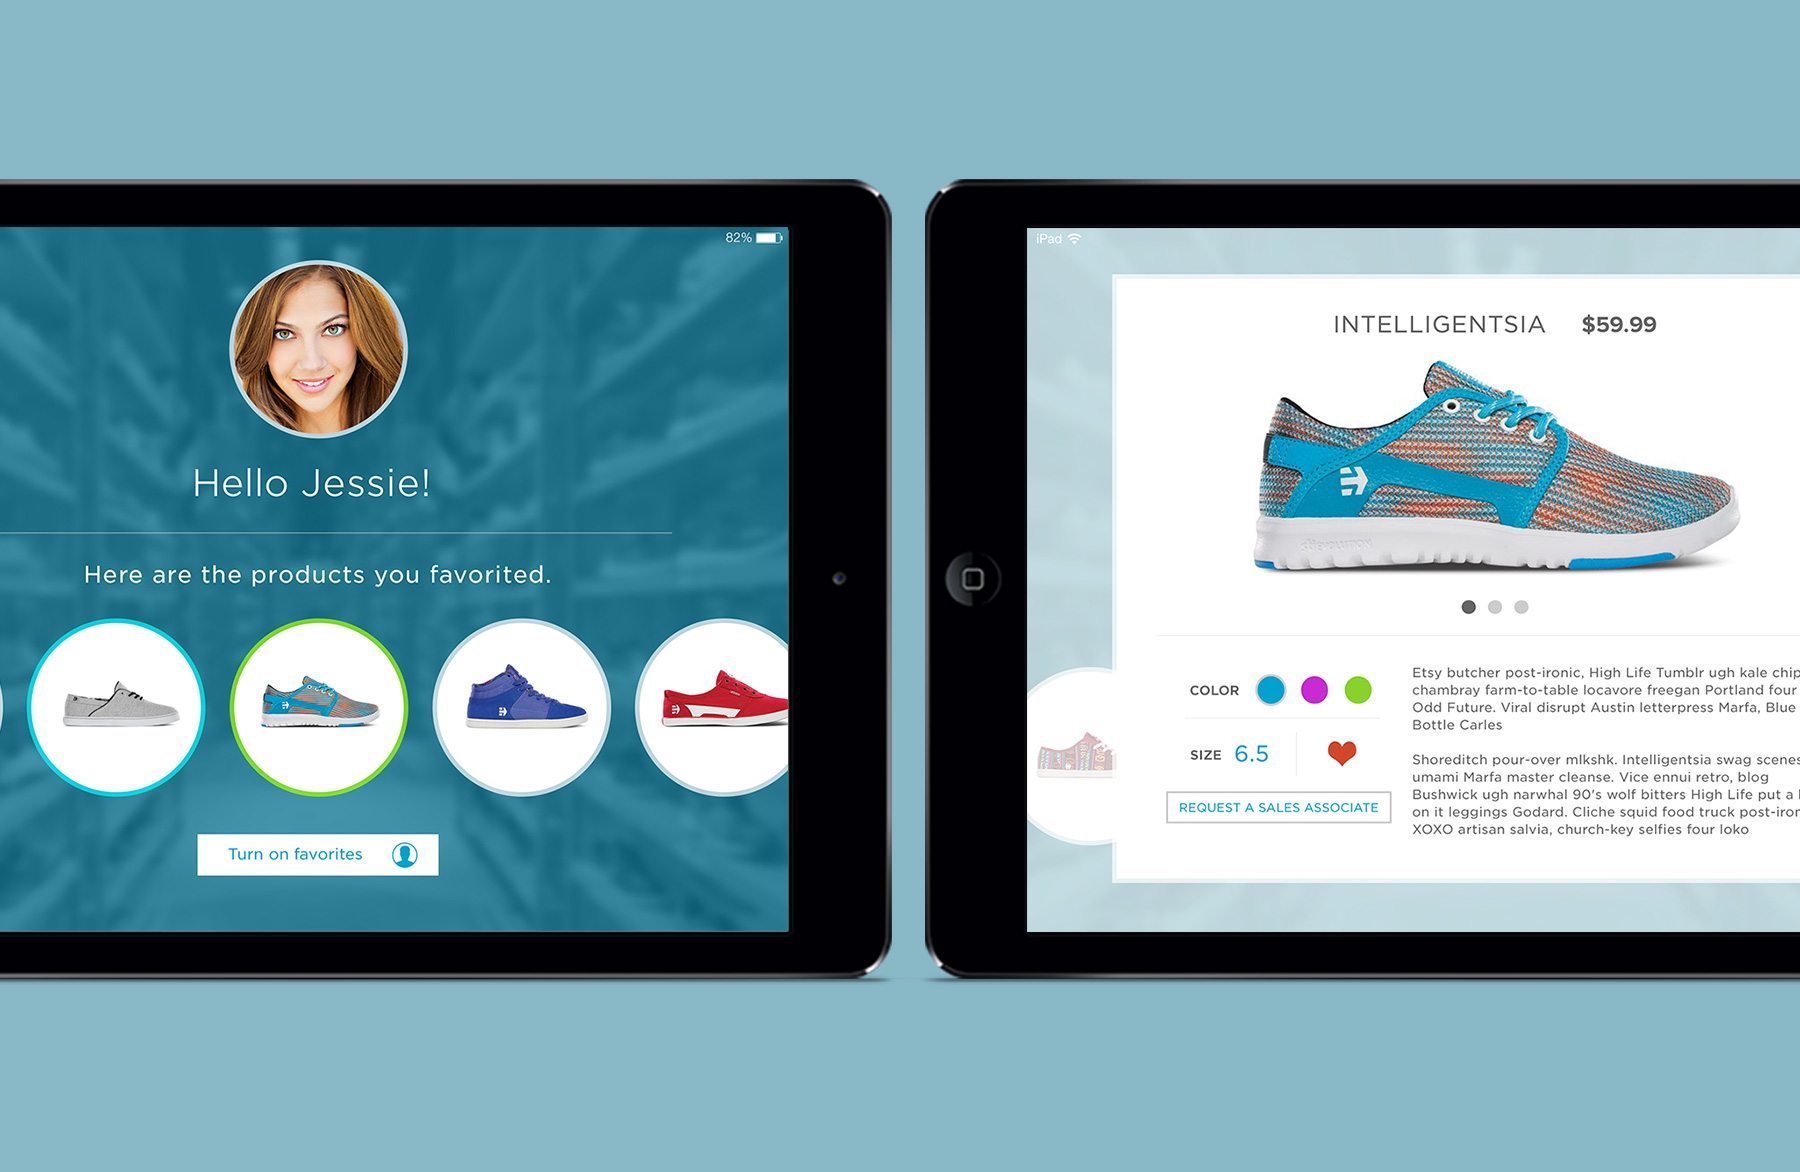 82%
Hello Jessie!
Here are the products you favorited.
Turn on favorites
iPad
INTELLIGENTSIA $59.99
COLOR
SIZE 6.5
REQUEST A SALES ASSOCIATE
Etsy butcher post-ironic, High Life Tumblr ugh kale chip
chambray farm-to-table locavore freegan Portland four
Odd Future. Viral disrupt Austin letterpress Marfa, Blue
Bottle Carles
Shoreditch pour-over mlkshk. Intelligentsia swag scenes
umami Marfa master cleanse. Vice ennui retro, blog
Bushwick ugh narwhal 90's wolf bitters High Life put a
on it leggings Godard. Cliche squid food truck post-iron
XOXO artisan salvia, church-key selfies four loko